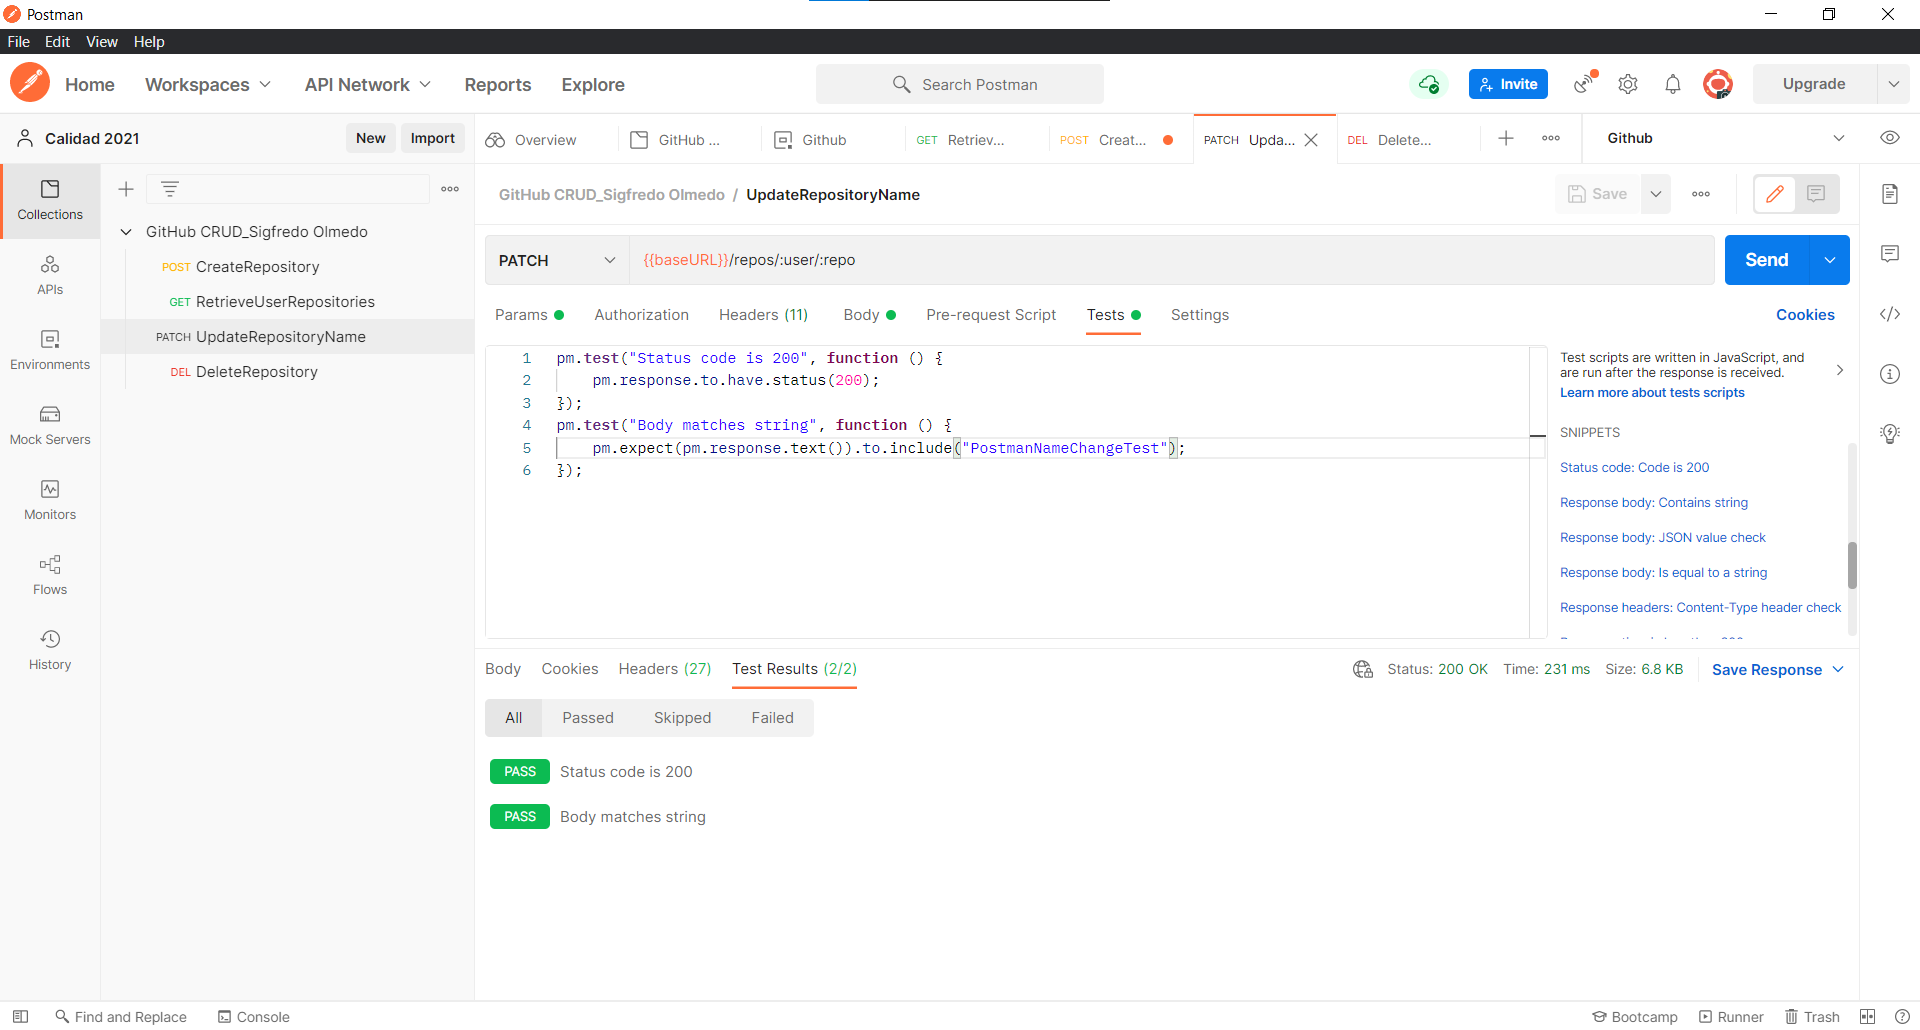 Postman
File Edit View Help
Home Workspaces API Network Reports Explore Search Postman Invite Upgrade
Calidad 2021 New Import Overview GitHub ... Github GET Retriev... POST Creat... PATCH Upda... DEL Delete... Github
Collections
APIs
Environments
Mock Servers
Monitors
Flows
History
GitHub CRUD_Sigfredo Olmedo
POST CreateRepository
GET RetrieveUserRepositories
PATCH UpdateRepositoryName
DEL DeleteRepository
GitHub CRUD_Sigfredo Olmedo / UpdateRepositoryName Save
PATCH {{baseURL}}/repos/:user/:repo Send
Params Authorization Headers (11) Body Pre-request Script Tests Settings Cookies
1 pm.test("Status code is 200", function () {
2 pm.response.to.have.status(200);
3 });
4 pm.test("Body matches string", function () {
5 pm.expect(pm.response.text()).to.include("PostmanNameChangeTest");
6 });
Test scripts are written in JavaScript, and
are run after the response is received.
Learn more about tests scripts
SNIPPETS
Status code: Code is 200
Response body: Contains string
Response body: JSON value check
Response body: Is equal to a string
Response headers: Content-Type header check
Body Cookies Headers (27) Test Results (2/2) Status: 200 OK Time: 231 ms Size: 6.8 KB Save Response
All Passed Skipped Failed
PASS Status code is 200
PASS Body matches string
Find and Replace Console Bootcamp Runner Trash